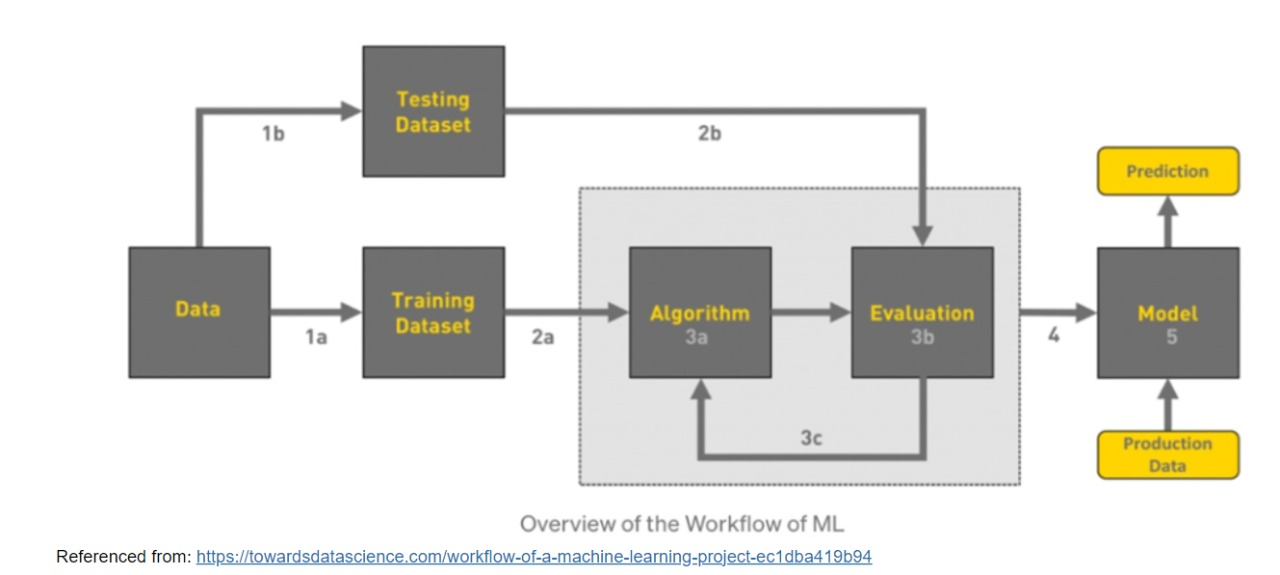 Testing
Dataset
1b
2b
Prediction
Data
1a
Training
Dataset
2a
Algorithm
3a
Evaluation
3b
3c
4
Model
5
Production
Data
Overview of the Workflow of ML
Referenced from: https://towardsdatascience.com/workflow-of-a-machine-learning-project-ec1dba419b94